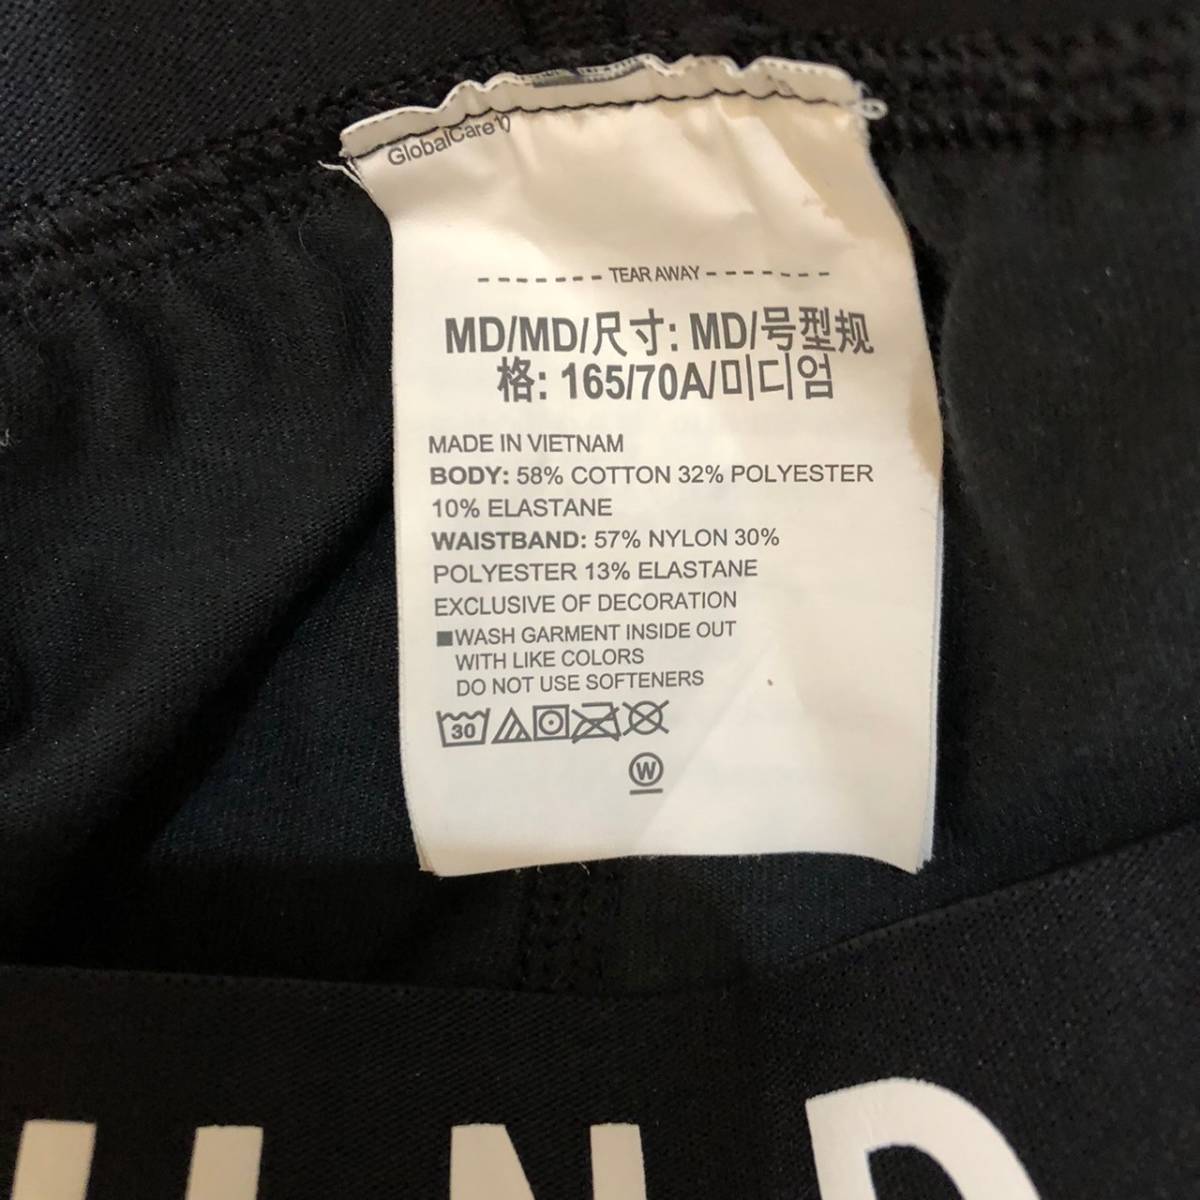 GlobalCare
TEAR AWAY
MD/MD/尺寸: MD/号型规
格: 165/70A/미디엄
MADE IN VIETNAM
BODY: 58% COTTON 32% POLYESTER
10% ELASTANE
WAISTBAND: 57% NYLON 30%
POLYESTER 13% ELASTANE
EXCLUSIVE OF DECORATION
■WASH GARMENT INSIDE OUT
WITH LIKE COLORS
DO NOT USE SOFTENERS
30
W